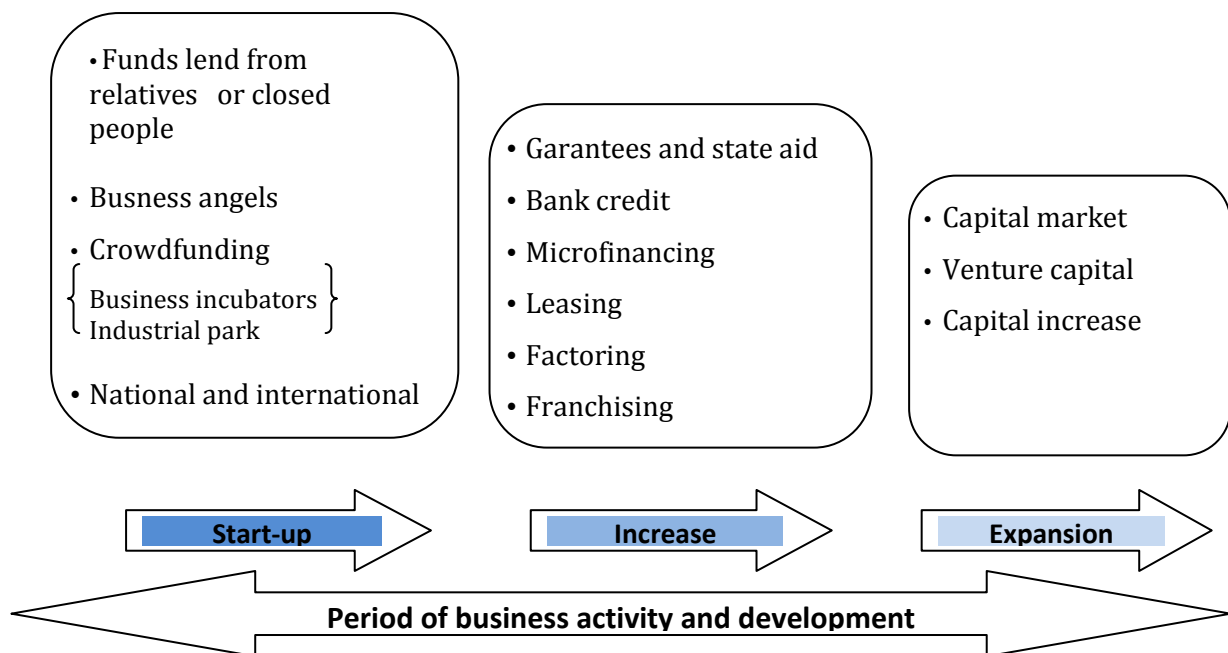 • Funds lend from
relatives or closed
people
• Business angels
• Crowdfunding
Business incubators
Industrial park
• National and international
• Garantees and state aid
• Bank credit
• Microfinancing
• Leasing
• Factoring
• Franchising
• Capital market
• Venture capital
• Capital increase
Start-up
Increase
Expansion
Period of business activity and development